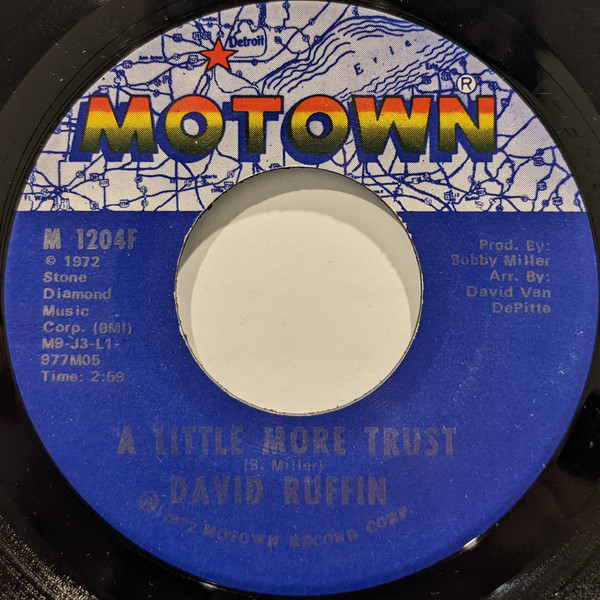 Detroit
Erie
MOTOWN®
M 1204F
© 1972
Stone
Diamond
Music
Corp. (BMI)
M9-J3-L1-
977M05
Time: 2:59
Prod. By:
Bobby Miller
Arr. By:
David Van
DePitte
A LITTLE MORE TRUST
(B. Miller)
DAVID RUFFIN
℗ 1972 MOTOWN RECORD CORP.